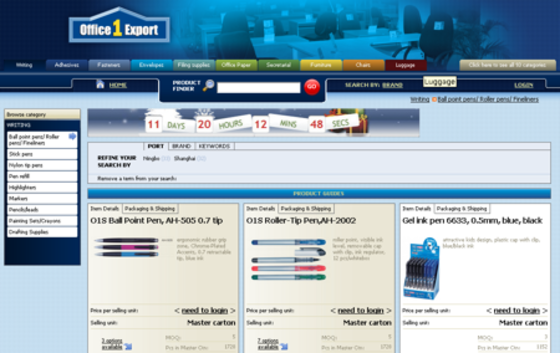 Office 1 Export
Writing Adhesives Fasteners Envelopes Filing supplies Office Paper Secretarial Furniture Chairs Luggage Click here to see all 10 categories
HOME PRODUCT FINDER GO SEARCH BY: BRAND LOGIN
Luggage
Writing Ball point pens/ Roller pens/ Fineliners
Browse category
WRITING
Ball point pens/ Roller pens/ Fineliners
Stick pens
Nylon tip pens
Pen refill
Highlighters
Markers
Pencils/leads
Painting Sets/Crayons
Drafting Supplies
11 DAYS 20 HOURS 12 MINS 48 SECS
PORT BRAND KEYWORDS
REFINE YOUR SEARCH BY
Ningbo Shanghai
Remove a term from your search:
PRODUCT GUIDES
Item Details Packaging & Shipping
O1S Ball Point Pen, AH-505 0.7 tip
ergonomic rubber grip zone, Chrome-Plated Accents, 0.7 retractable tip, blue ink
Price per selling unit: < need to login >
Selling unit: Master carton
3 options available
MOQ: 5
Pcs in Master Ctn: 1728
Item Details Packaging & Shipping
O1S Roller-Tip Pen,AH-2002
roller point, visible ink level, removable cap with clip, ink indicator, 12 pcs/whitebox
Price per selling unit: < need to login >
Selling unit: Master carton
7 options available
MOQ: 5
Pcs in Master Ctn: 1728
Item Details Packaging & Shipping
Gel ink pen 6633, 0.5mm, blue, black
attractive kids design, plastic cap with clip, blue/black ink
Price per selling unit: < need to login >
Selling unit: Master carton
MOQ: 5
Pcs in Master Ctn: 1152